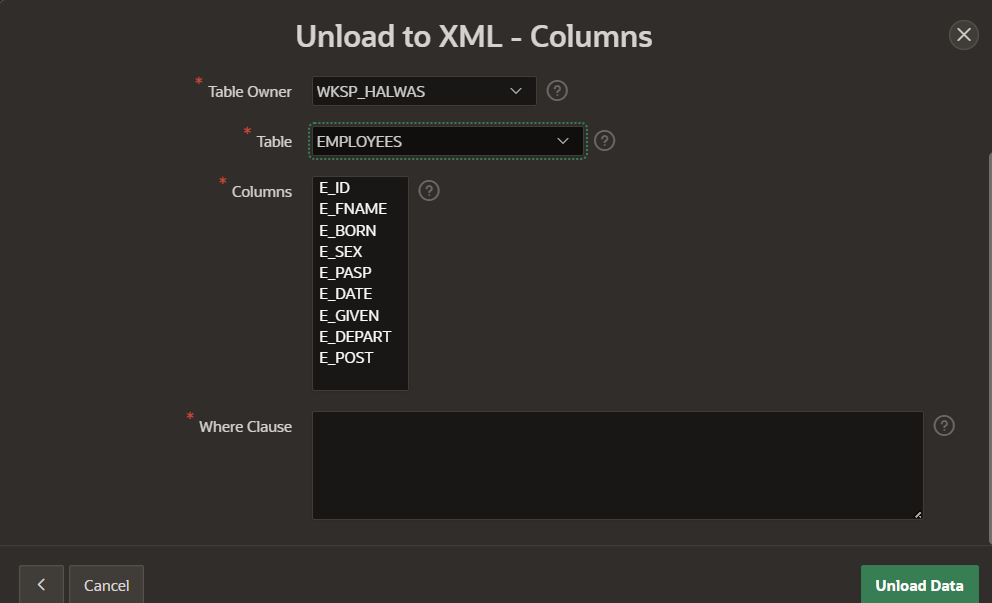 Unload to XML - Columns
* Table Owner WKSP_HALWAS ?
* Table EMPLOYEES ?
* Columns E_ID ?
E_FNAME
E_BORN
E_SEX
E_PASP
E_DATE
E_GIVEN
E_DEPART
E_POST
* Where Clause ?
Cancel Unload Data